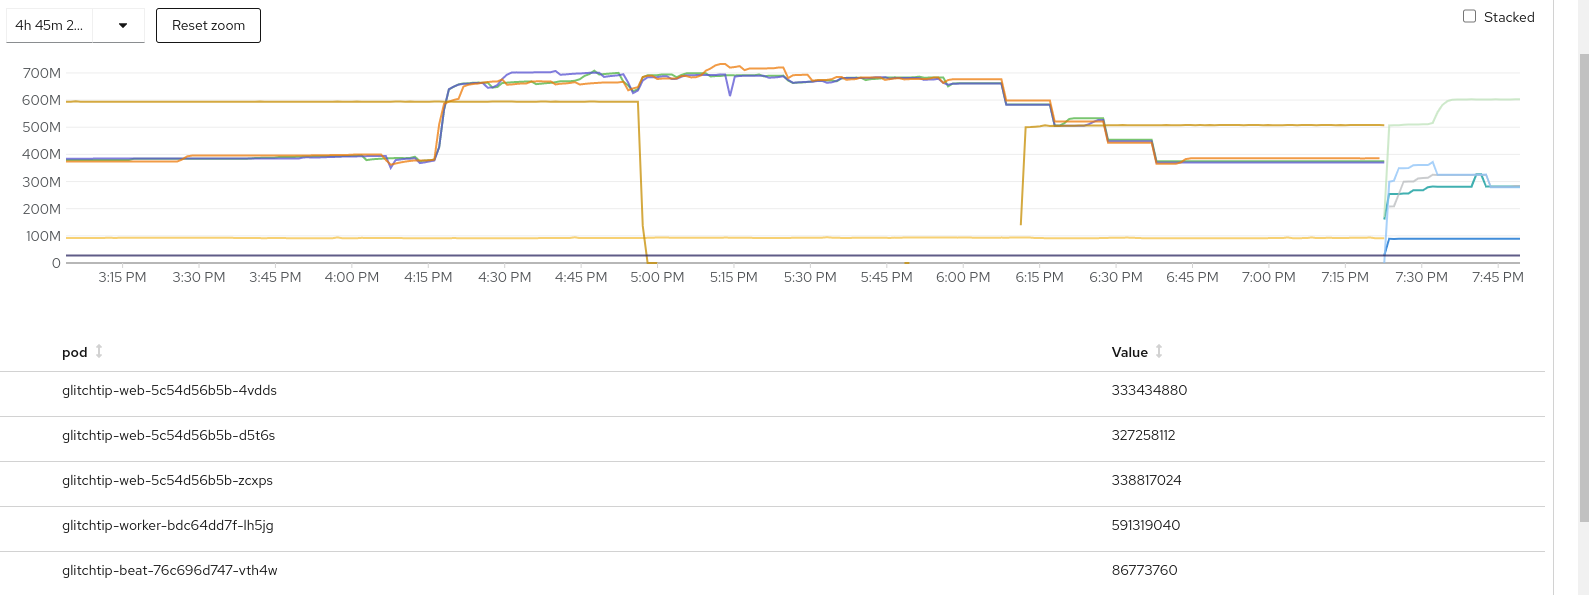 4h 45m 2...
Reset zoom
Stacked
700M
600M
500M
400M
300M
200M
100M
0
3:15 PM 3:30 PM 3:45 PM 4:00 PM 4:15 PM 4:30 PM 4:45 PM 5:00 PM 5:15 PM 5:30 PM 5:45 PM 6:00 PM 6:15 PM 6:30 PM 6:45 PM 7:00 PM 7:15 PM 7:30 PM 7:45 PM
pod Value
glitchtip-web-5c54d56b5b-4vdds 333434880
glitchtip-web-5c54d56b5b-d5t6s 327258112
glitchtip-web-5c54d56b5b-zcxps 338817024
glitchtip-worker-bdc64dd7f-lh5jg 591319040
glitchtip-beat-76c696d747-vth4w 86773760